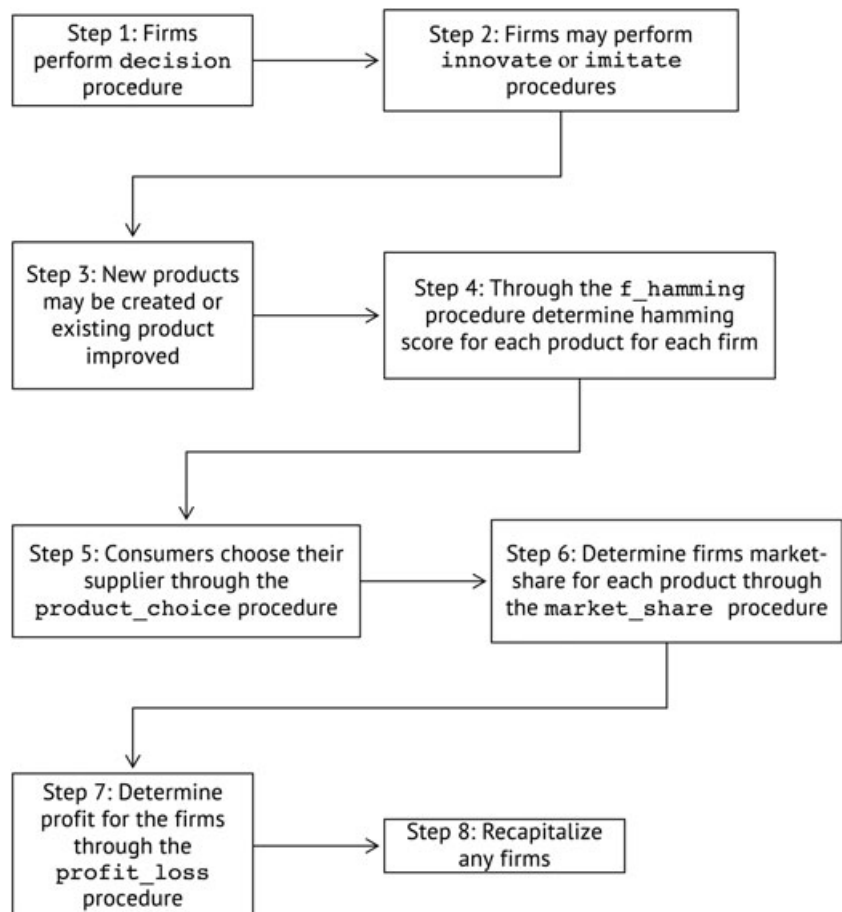 Step 1: Firms
perform decision
procedure
Step 2: Firms may perform
innovate or imitate
procedures
Step 3: New products
may be created or
existing product
improved
Step 4: Through the f_hamming
procedure determine hamming
score for each product for each firm
Step 5: Consumers choose their
supplier through the
product_choice procedure
Step 6: Determine firms market-
share for each product through
the market_share procedure
Step 7: Determine
profit for the firms
through the
profit_loss
procedure
Step 8: Recapitalize
any firms